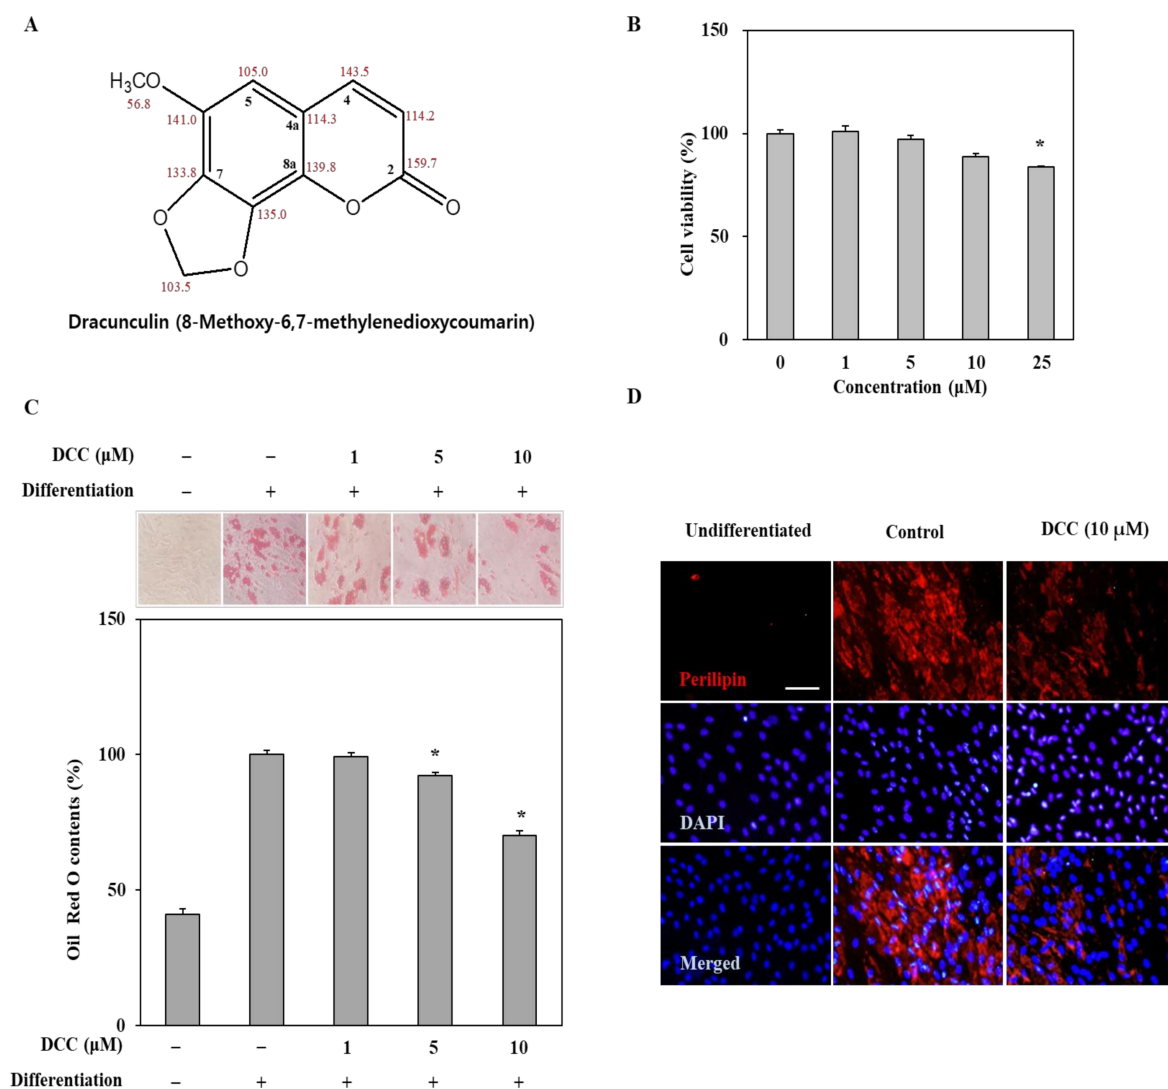 A
H₃CO
56.8
105.0
5
143.5
4
141.0
4a
114.3
114.2
8a
133.8
7
139.8
2
159.7
135.0
O
O
O
O
103.5
Dracunculin (8-Methoxy-6,7-methylenedioxycoumarin)
B
150
100
50
0
Cell viability (%)
*
0 1 5 10 25
Concentration (µM)
C
DCC (µM) – – 1 5 10
Differentiation – + + + +
150
100
50
0
Oil Red O contents (%)
*
*
DCC (µM) – – 1 5 10
Differentiation – + + + +
D
Undifferentiated Control DCC (10 µM)
Perilipin
DAPI
Merged